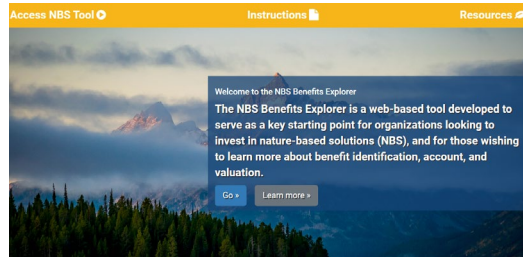 Access NBS Tool
Instructions
Resources
Welcome to the NBS Benefits Explorer
The NBS Benefits Explorer is a web-based tool developed to
serve as a key starting point for organizations looking to
invest in nature-based solutions (NBS), and for those wishing
to learn more about benefit identification, account, and
valuation.
Go »
Learn more »